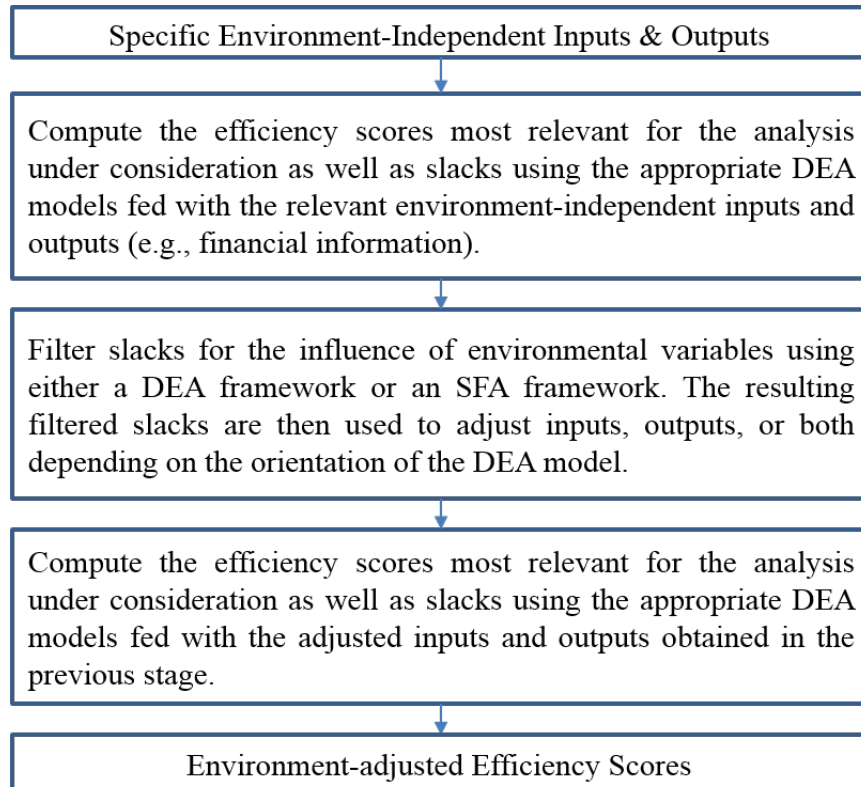 Specific Environment-Independent Inputs & Outputs
Compute the efficiency scores most relevant for the analysis
under consideration as well as slacks using the appropriate DEA
models fed with the relevant environment-independent inputs and
outputs (e.g., financial information).
Filter slacks for the influence of environmental variables using
either a DEA framework or an SFA framework. The resulting
filtered slacks are then used to adjust inputs, outputs, or both
depending on the orientation of the DEA model.
Compute the efficiency scores most relevant for the analysis
under consideration as well as slacks using the appropriate DEA
models fed with the adjusted inputs and outputs obtained in the
previous stage.
Environment-adjusted Efficiency Scores